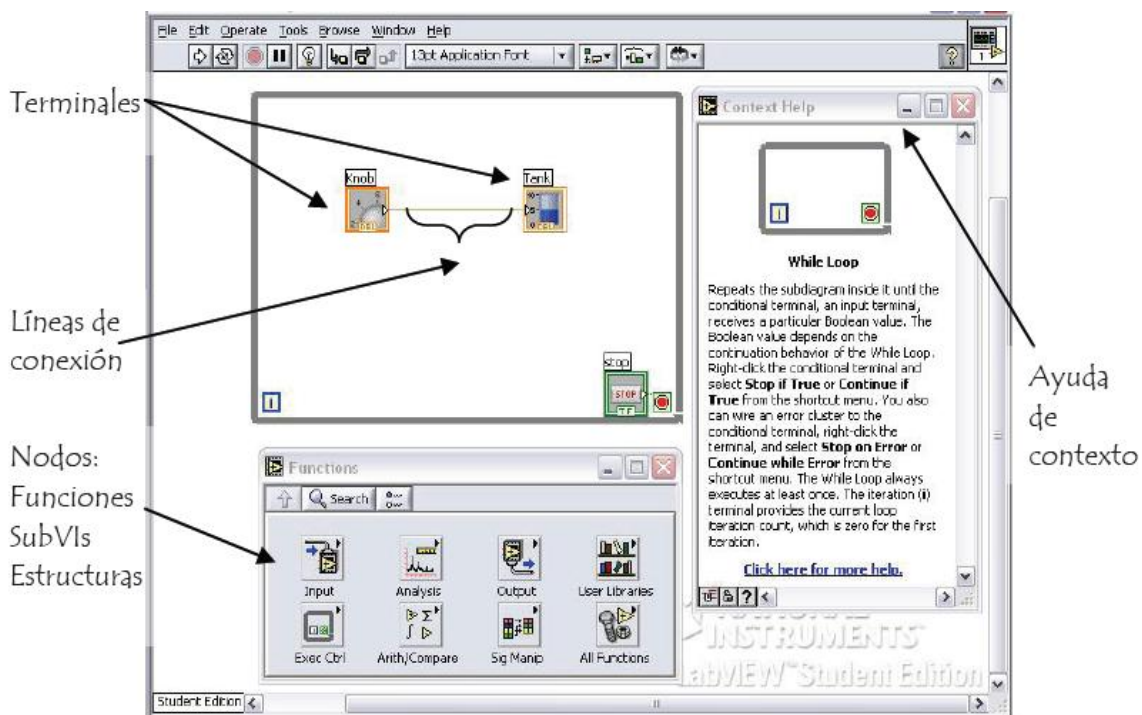 File Edit Operate Tools Browse Window Help
13pt Application Font
Terminales
Knob
Tank
Líneas de
conexión
stop
STOP
TF
i
Nodos:
Funciones
SubVIs
Estructuras
Functions
Search
Input
Analysis
Output
User Libraries
Exec Ctrl
Arith/Compare
Sig Manip
All Functions
Context Help
i
While Loop
Repeats the subdiagram inside it until the
conditional terminal, an input terminal,
receives a particular Boolean value. The
Boolean value depends on the
continuation behavior of the While Loop.
Right-click the conditional terminal and
select Stop if True or Continue if
True from the shortcut menu. You also
can wire an error cluster to the
conditional terminal, right-click the
terminal, and select Stop on Error or
Continue while Error from the
shortcut menu. The While Loop always
executes at least once. The iteration (i)
terminal provides the current loop
iteration count, which is zero for the first
iteration.
Click here for more help.
Ayuda
de
contexto
NATIONAL
INSTRUMENTS
LabVIEW™ Student Edition
Student Edition